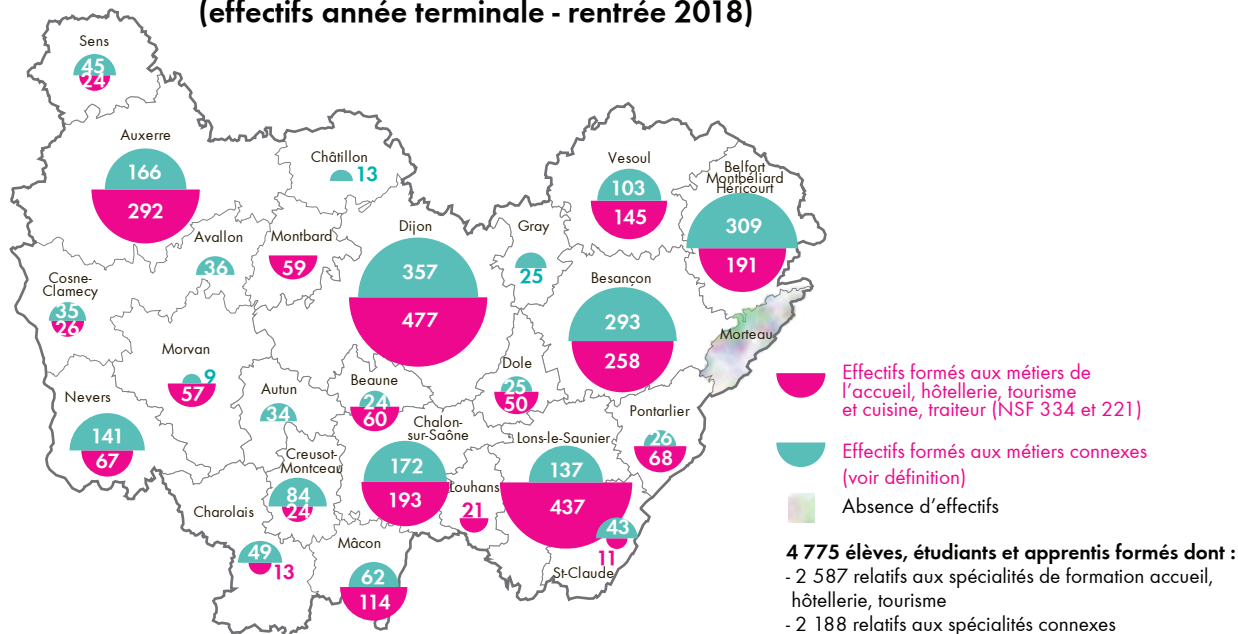 (effectifs année terminale - rentrée 2018)
Sens
45
24
Auxerre
166
292
Châtillon
13
Vesoul
103
145
Belfort
Montbéliard
Héricourt
309
191
Avallon
36
Montbard
59
Dijon
357
477
Gray
25
Besançon
293
258
Cosne-
Clamecy
35
26
Morteau
Morvan
9
57
Autun
34
Beaune
24
60
Dole
25
50
Nevers
141
67
Pontarlier
26
68
Creusot-
Montceau
84
24
Chalon-
sur-Saône
172
193
Louhans
21
Lons-le-Saunier
137
437
Charolais
49
13
Mâcon
62
114
43
11
St-Claude
Effectifs formés aux métiers de
l'accueil, hôtellerie, tourisme
et cuisine, traiteur (NSF 334 et 221)
Effectifs formés aux métiers connexes
(voir définition)
Absence d'effectifs
4 775 élèves, étudiants et apprentis formés dont :
- 2 587 relatifs aux spécialités de formation accueil,
hôtellerie, tourisme
- 2 188 relatifs aux spécialités connexes